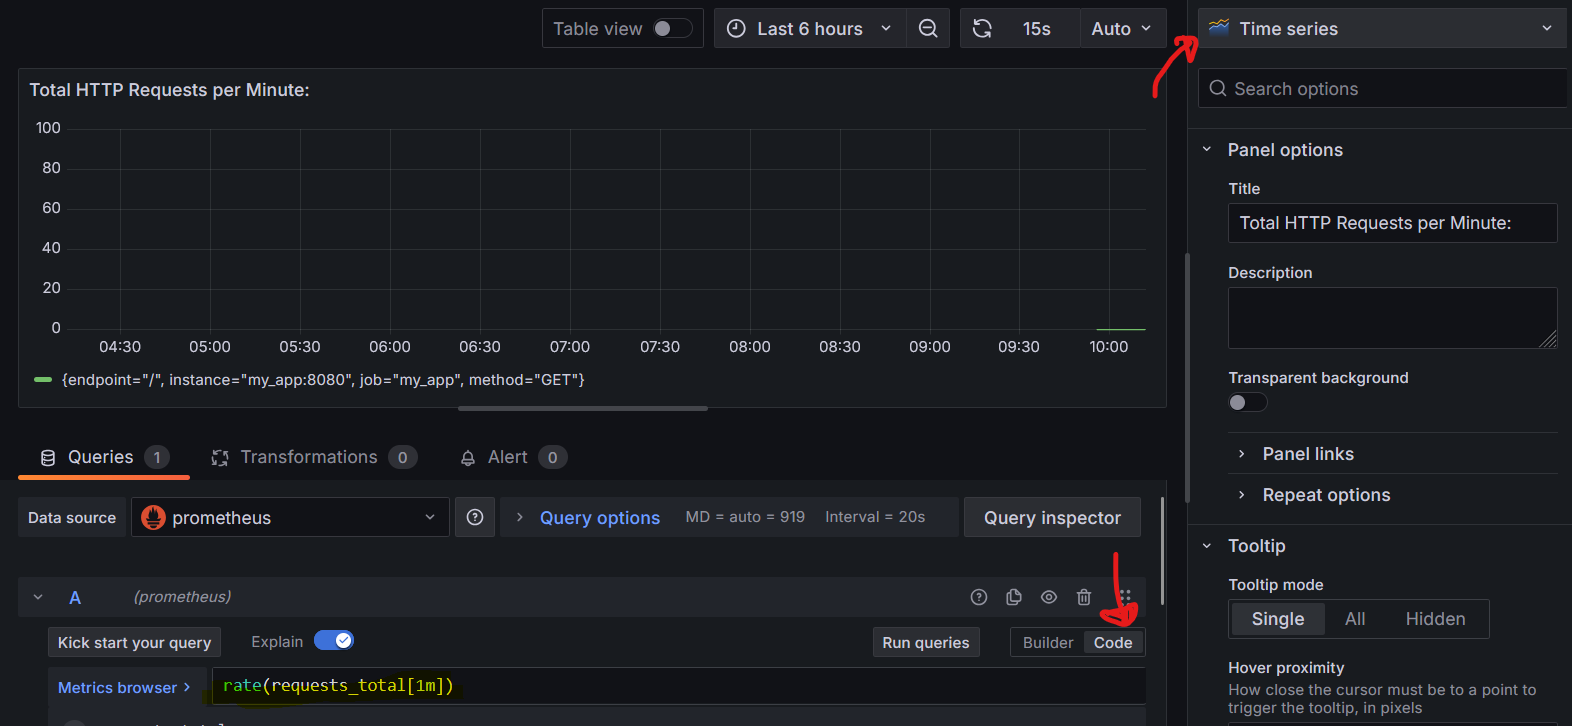 Table view
Last 6 hours
15s
Auto
Time series
Search options
Total HTTP Requests per Minute:
100
80
60
40
20
0
04:30 05:00 05:30 06:00 06:30 07:00 07:30 08:00 08:30 09:00 09:30 10:00
{endpoint="/", instance="my_app:8080", job="my_app", method="GET"}
Panel options
Title
Total HTTP Requests per Minute:
Description
Transparent background
Panel links
Repeat options
Queries 1
Transformations 0
Alert 0
Data source
prometheus
Query options
MD = auto = 919
Interval = 20s
Query inspector
A (prometheus)
Kick start your query
Explain
Run queries
Builder
Code
Metrics browser >
rate(requests_total[1m])
Tooltip
Tooltip mode
Single All Hidden
Hover proximity
How close the cursor must be to a point to
trigger the tooltip, in pixels